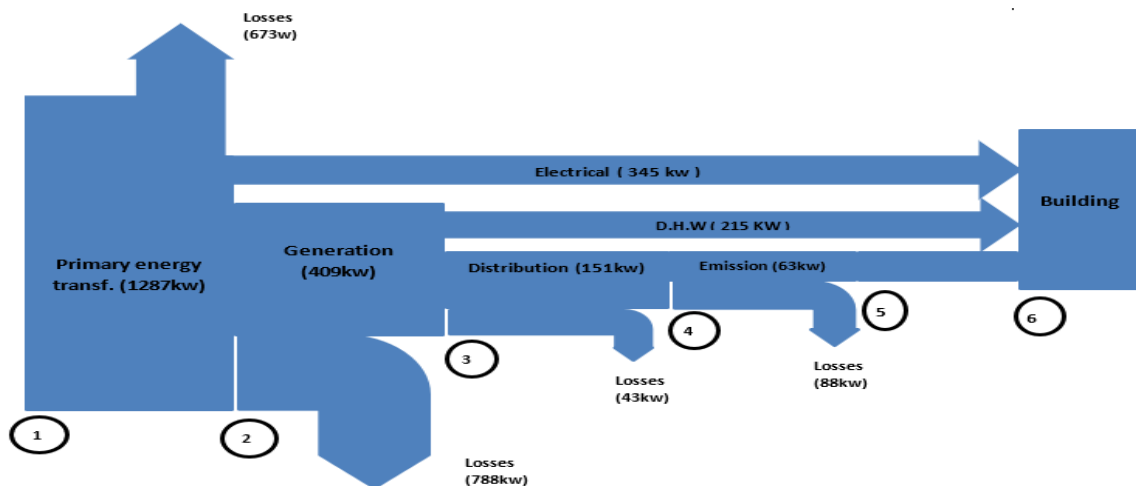 Losses
(673w)
Electrical ( 345 kw )
Building
D.H.W( 215 KW )
Generation
(409kw)
Primary energy
transf. (1287kw)
Distribution (151kw)
Emission (63kw)
5
6
4
3
Losses
(88kw)
Losses
(43kw)
1
2
Losses
(788kw)